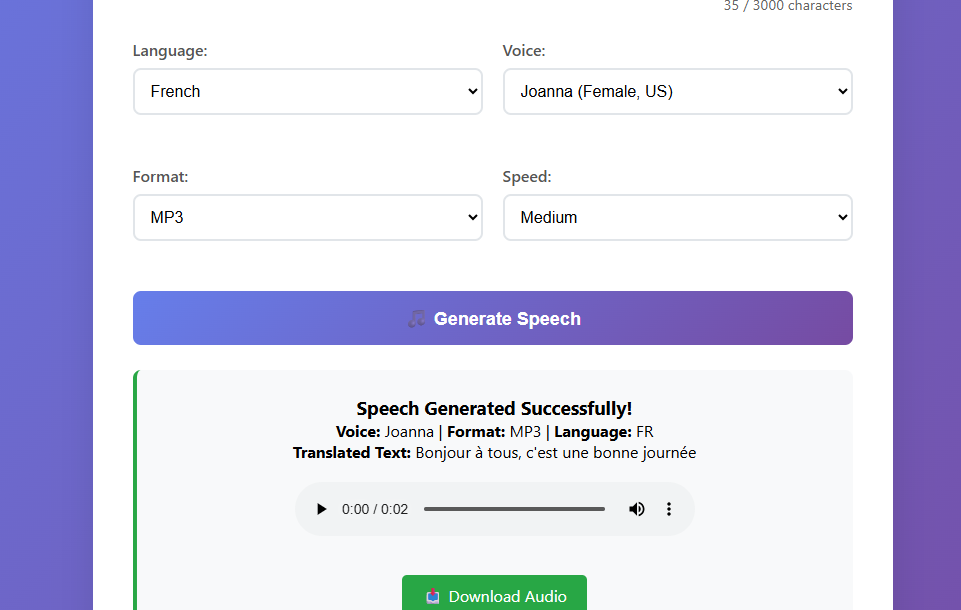 35 / 3000 characters
Language: Voice:
French Joanna (Female, US)
Format: Speed:
MP3 Medium
Generate Speech
Speech Generated Successfully!
Voice: Joanna | Format: MP3 | Language: FR
Translated Text: Bonjour à tous, c'est une bonne journée
0:00 / 0:02
Download Audio